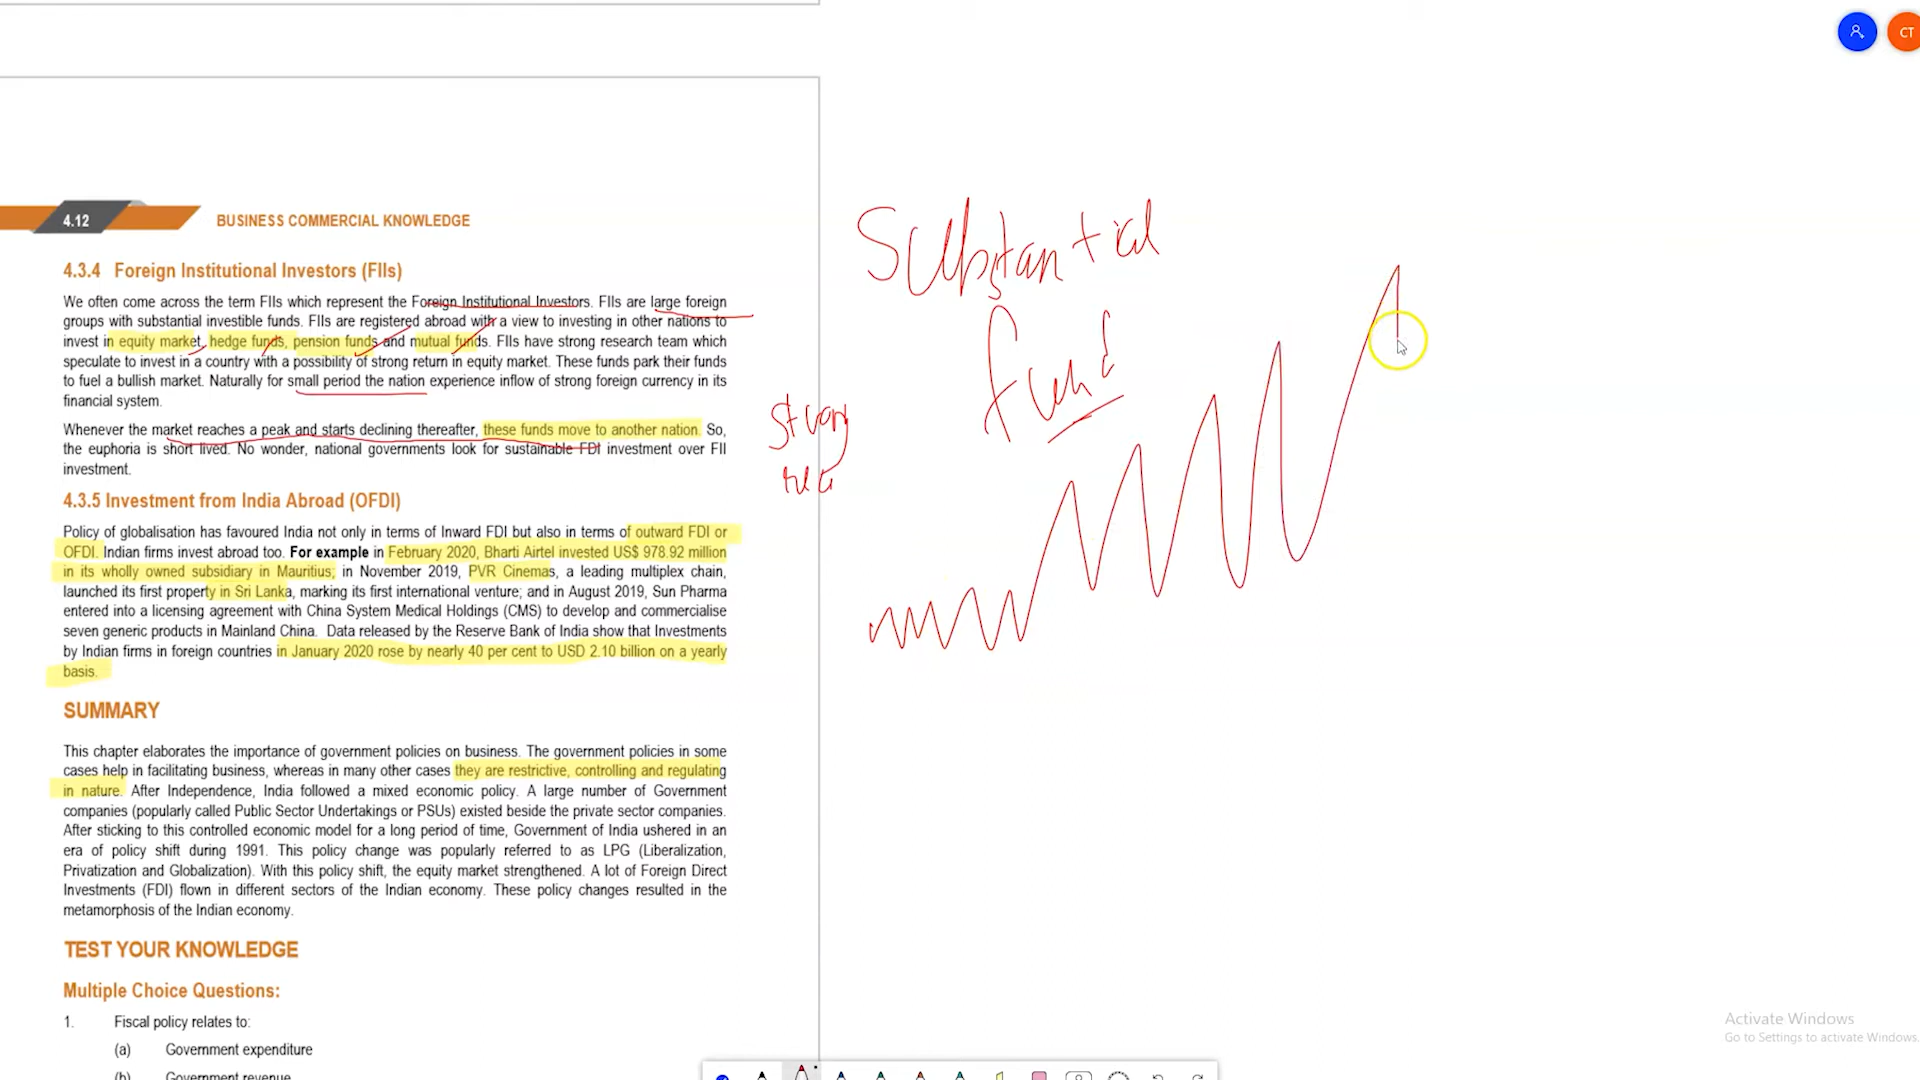 CT
4.12 BUSINESS COMMERCIAL KNOWLEDGE
4.3.4 Foreign Institutional Investors (FIIs)
We often come across the term FIIs which represent the Foreign Institutional Investors. FIIs are large foreign
groups with substantial investible funds. FIIs are registered abroad with a view to investing in other nations to
invest in equity market, hedge funds, pension funds and mutual funds. FIIs have strong research team which
speculate to invest in a country with a possibility of strong return in equity market. These funds park their funds
to fuel a bullish market. Naturally for small period the nation experience inflow of strong foreign currency in its
financial system.
Whenever the market reaches a peak and starts declining thereafter, these funds move to another nation. So,
the euphoria is short lived. No wonder, national governments look for sustainable FDI investment over FII
investment.
4.3.5 Investment from India Abroad (OFDI)
Policy of globalisation has favoured India not only in terms of Inward FDI but also in terms of outward FDI or
OFDI. Indian firms invest abroad too. For example in February 2020, Bharti Airtel invested US$ 978.92 million
in its wholly owned subsidiary in Mauritius; in November 2019, PVR Cinemas, a leading multiplex chain,
launched its first property in Sri Lanka, marking its first international venture; and in August 2019, Sun Pharma
entered into a licensing agreement with China System Medical Holdings (CMS) to develop and commercialise
seven generic products in Mainland China. Data released by the Reserve Bank of India show that Investments
by Indian firms in foreign countries in January 2020 rose by nearly 40 per cent to USD 2.10 billion on a yearly
basis.
SUMMARY
This chapter elaborates the importance of government policies on business. The government policies in some
cases help in facilitating business, whereas in many other cases they are restrictive, controlling and regulating
in nature. After Independence, India followed a mixed economic policy. A large number of Government
companies (popularly called Public Sector Undertakings or PSUs) existed beside the private sector companies.
After sticking to this controlled economic model for a long period of time, Government of India ushered in an
era of policy shift during 1991. This policy change was popularly referred to as LPG (Liberalization,
Privatization and Globalization). With this policy shift, the equity market strengthened. A lot of Foreign Direct
Investments (FDI) flown in different sectors of the Indian economy. These policy changes resulted in the
metamorphosis of the Indian economy.
TEST YOUR KNOWLEDGE
Multiple Choice Questions:
1. Fiscal policy relates to:
(a) Government expenditure
(b) Government revenue
Substantial
fund
Activate Windows
Go to Settings to activate Windows.